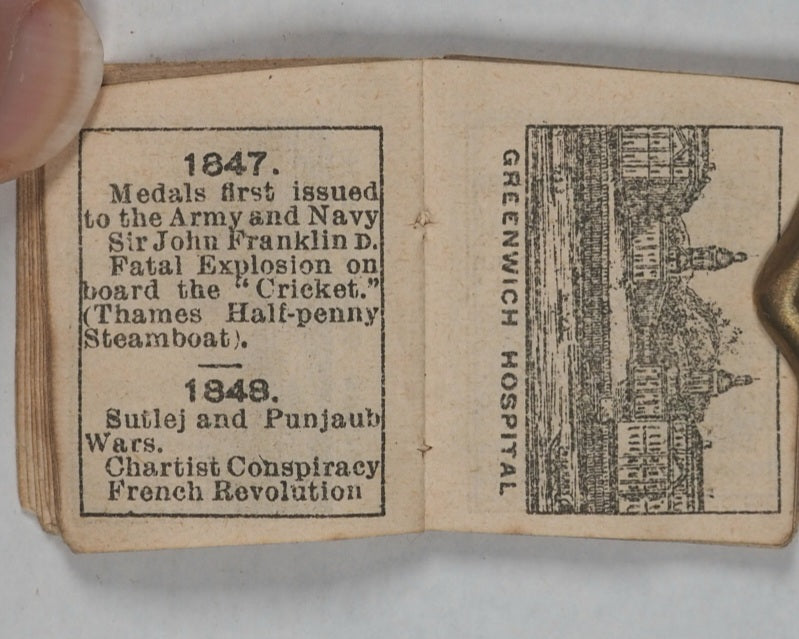 1847.
Medals first issued
to the Army and Navy
Sir John Franklin D.
Fatal Explosion on
board the "Cricket."
(Thames Half-penny
Steamboat).
1848.
Sutlej and Punjaub
Wars.
Chartist Conspiracy
French Revolution
GREENWICH HOSPITAL